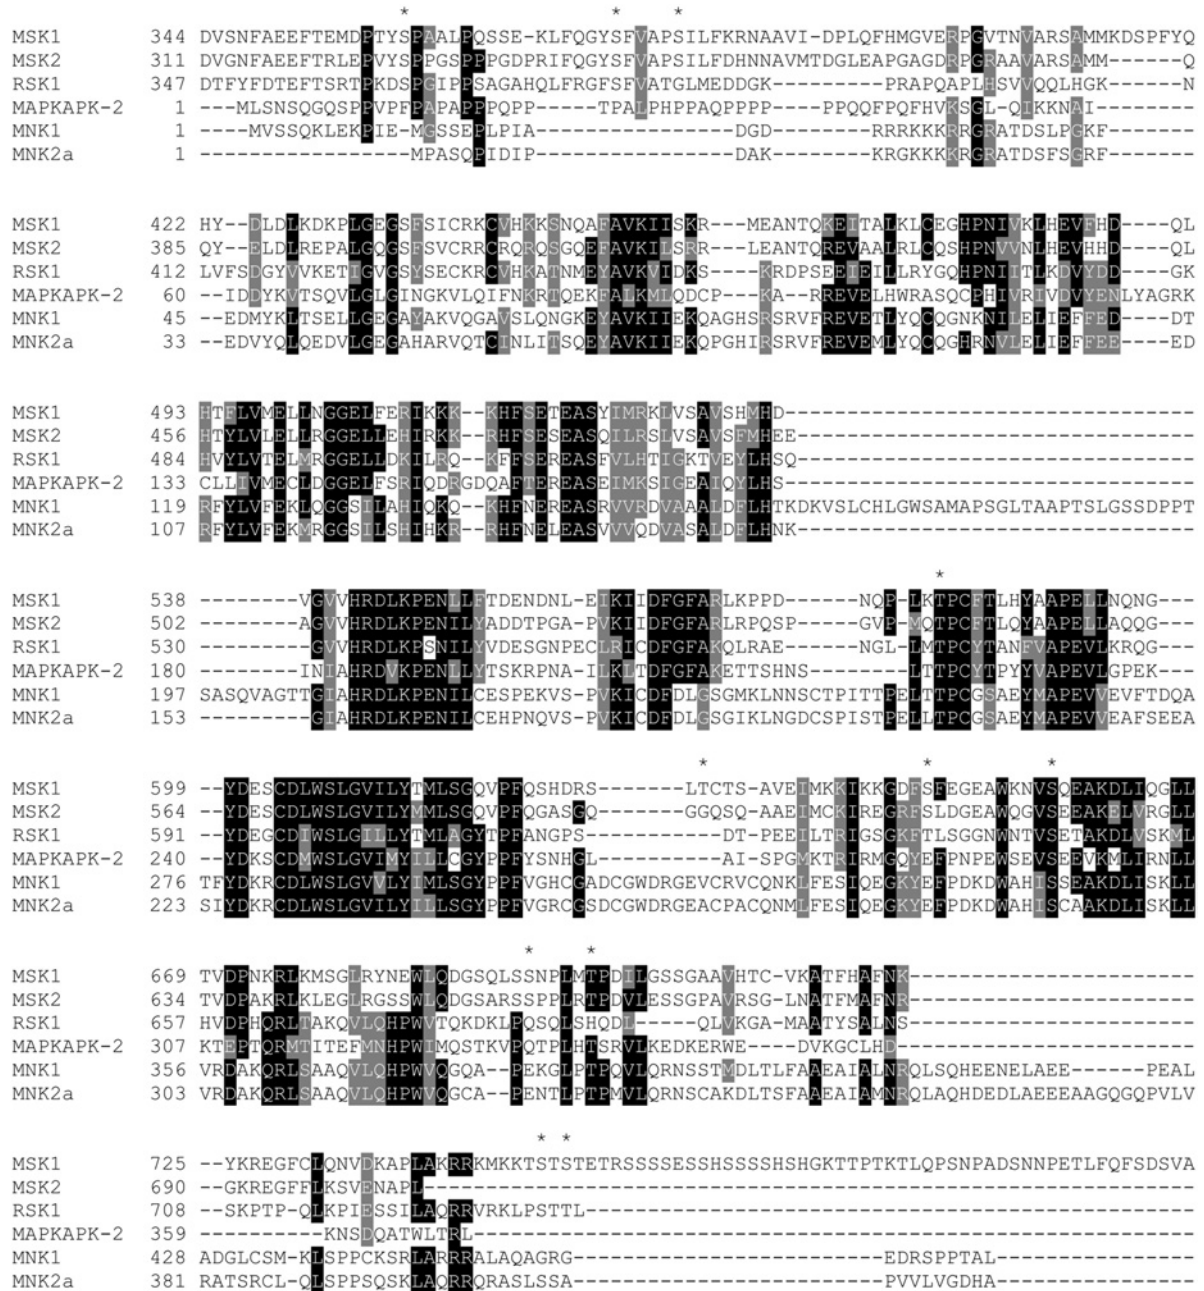 * * *
MSK1 344 DVSNFAEEFTEMDPTYSPAALPQSSE-KLFQGYSFVAPSILFKRNAAVI-DPLQFHMGVERPGVTNVARSAMMKDSPFYQ
MSK2 311 DVGNFAEEFTRLEPVYSPPGSPPPGDPRIFQGYSFVAPSILFDHNNAVMTDGLEAPGAGDRPGRAAVARSAMM------Q
RSK1 347 DTFYFDTEFTSRTPKDSPGIPPSAGAHQLFRGFSFVATGLMEDDGK---------PRAPQAPLHSVVQQLHGK------N
MAPKAPK-2 1 ---MLSNSQGQSPPVPFPAPAPPPQPP----TPALPHPPAQPPPP---PPQQFPQFHVKSGL-QIKKNAI----------
MNK1 1 ----MVSSQKLEKPIE-MGSSEPLPIA----------------DGD---------RRRKKKRRGRATDSLPGKF-------
MNK2a 1 -----------------MPASQPIDIP----------------DAK---------KRGKKKKRGRATDSFSGRF-------
MSK1 422 HY--DLDLKDKPLGEGSFSICRKCVHKKSNQAFAVKIISKR---MEANTQKEITALKLCEGHPNIVKLHEVFHD----QL
MSK2 385 QY--ELDLREPALGQGSFSVCRRCRQRQSGQEFAVKILSRR---LEANTQREVAALRLCQSHPNVVNLHEVHHD----QL
RSK1 412 LVFSDGYVVKETIGVGSYSECKRCVHKATNMEYAVKVIDKS----KRDPSEEIEILLRYGQHPNIITLKDVYDD----GK
MAPKAPK-2 60 --IDDYKVTSQVLGLGINGKVLQIFNKRTQEKFALKMLQDCP----KA--RREVELHWRASQCPHIVRIVDVYENLYAGRK
MNK1 45 --EDMYKLTSELLGEGAYAKVQGAVSLQNGKEYAVKIIEKQAGHSRSRVFREVETLYQCQGNKNILELIEFFED----DT
MNK2a 33 --EDVYQLQEDVLGEGAHARVQTCINLITSQEYAVKIIEKQPGHIRSRVFREVEMLYQCQGHRNVLELIEFFEE----ED
MSK1 493 HTFLVMELLNGGELFERIKKK--KHFSETEASYIMRKLVSAVSHMHD---------------------------------
MSK2 456 HTYLVLELLRGGELLEHIRKK--RHFSESEASQILRSLVSAVSFMHEE--------------------------------
RSK1 484 HVYLVTELMRGGELLDKILRQ--KFFSEREASFVLHTIGKTVEYLHSQ--------------------------------
MAPKAPK-2 133 CLLIVMECLDGGELFSRIQDRGDQAFTEREASEIMKSIGEAIQYLHS---------------------------------
MNK1 119 RFYLVFEKLQGGSILAHIQKQ--KHFNEREASRVVRDVAAALDFLHTKDKVSLCHLGWSAMAPSGLTAAPTSLGSSDPPT
MNK2a 107 RFYLVFEKMRGGSILSHIHKR--RHFNELEASVVVQDVASALDFLHNK--------------------------------
*
MSK1 538 ---------VGVVHRDLKPENLLFTDENDNL-EIKIIDFGFARLKPPD------NQP-LKTPCFTLHYAAPELLNQNG---
MSK2 502 ---------AGVVHRDLKPENILYADDTPGA-PVKIIDFGFARLRPQSP-----GVP-MQTPCFTLQYAAPELLAQQG---
RSK1 530 ---------GVVHRDLKPSNILYVDESGNPECLRICDFGFAKQLRAE------NGL-LMTPCYTANFVAPEVLKRQG---
MAPKAPK-2 180 ---------INIAHRDVKPENLLYTSKRPNA-ILKLTDFGFAKETTSHNS--------LTTPCYTPYYVAPEVLGPEK---
MNK1 197 SASQVAGTTGIAHRDLKPENILCESPEKVS-PVKICDFDLGSGMKLNNSCTPITTPELTTPCGSAEYMAPEVVEVFTDQA
MNK2a 153 ---------GIAHRDLKPENILCEHPNQVS-PVKICDFDLGSGIKLNGDCSPISTPELLTPCGSAEYMAPEVVEAFSEEA
* * *
MSK1 599 --YDESCDLWSLGVILYTMLSGQVPFQSHDRS--------LTCTS-AVEIMKKIKKGDFSFEGEAWKNVSQEAKDLIQGLL
MSK2 564 --YDESCDLWSLGVILYTMLSGQVPFQGASGQ-------GGQSQ-AAEIMCKIREGRFSLDGEAWQGVSEEAKELVRGLL
RSK1 591 --YDEGCDIWSLGILLYTMLAGYTPFANGPS-----------DT-PEEILTRIGSGKFTLSGGNWNTVSETAKDLVSKML
MAPKAPK-2 240 --YDKSCDMWSLGVIMYILLCGYPPFYSNHGL----------AI-SPGMKTRIRMGQYEFPNPEWSEVSEEVKMLIRNLL
MNK1 276 TFYDKRCDLWSLGVVLYIMLSGYPPFVGHCGADCGWDRGEVCRVCQNKLFESIQEGKYEFPDKDWAHISSEAKDLISKLL
MNK2a 223 SIYDKRCDLWSLGVILYILLSGYPPFVGRCGSDCGWDRGEACPACQNMLFESIQEGKYEFPDKDWAHISCAAKDLISKLL
* *
MSK1 669 TVDPNKRLKMSGLRYNEWLQDGSQLSSNPLMTPDILGSSGAAVHTC-VKATFHAFNK-----------------------
MSK2 634 TVDPAKRLKLEGLRGSSWLQDGSARSSPPLRTPDVLESSGPAVRSG-LNATFMAFNR-----------------------
RSK1 657 HVDPHQRLTAKQVLQHPWVTQKDKLPQSQLSHQDL-----QLVKGA-MAATYSALNS-----------------------
MAPKAPK-2 307 KTEPTQRMTITEFMNHPWIMQSTKVPQTPLHTSRVLKEDKERWE----DVKGCLHD------------------------
MNK1 356 VRDAKQRLSAAQVLQHPWVQGQA--PEKGLPTPQVLQRNSSTMDLTLFAAEAIALNRQLSQHEENELAEE------PEAL
MNK2a 303 VRDAKQRLSAAQVLQHPWVQGCA--PENTLPTPMVLQRNSCAKDLTSFAAEAIAMNRQLAQHDEDLAEEEAAGQGQPVLV
* *
MSK1 725 --YKREGFCLQNVDKAPLAKRRKMKKTSTSTETRSSSSESSHSSSSHSHGKTTPTKTLQPSNPADSNNPETLFQFSDSVA
MSK2 690 --GKREGFFLKSVENAPL--------------------------------------------------------------
RSK1 708 --SKPTP-QLKPIESSILAQRRVRKLPSTTL-------------------------------------------------
MAPKAPK-2 359 ----------KNSDQATWLTRL----------------------------------------------------------
MNK1 428 ADGLCSM-KLSPPCKSRLARRRALAQAGRG-------------------------EDRSPPTAL----------------
MNK2a 381 RATSRCL-QLSPPSQSKLAQRRQRASLSSA-------------------------PVVLVGDHA----------------